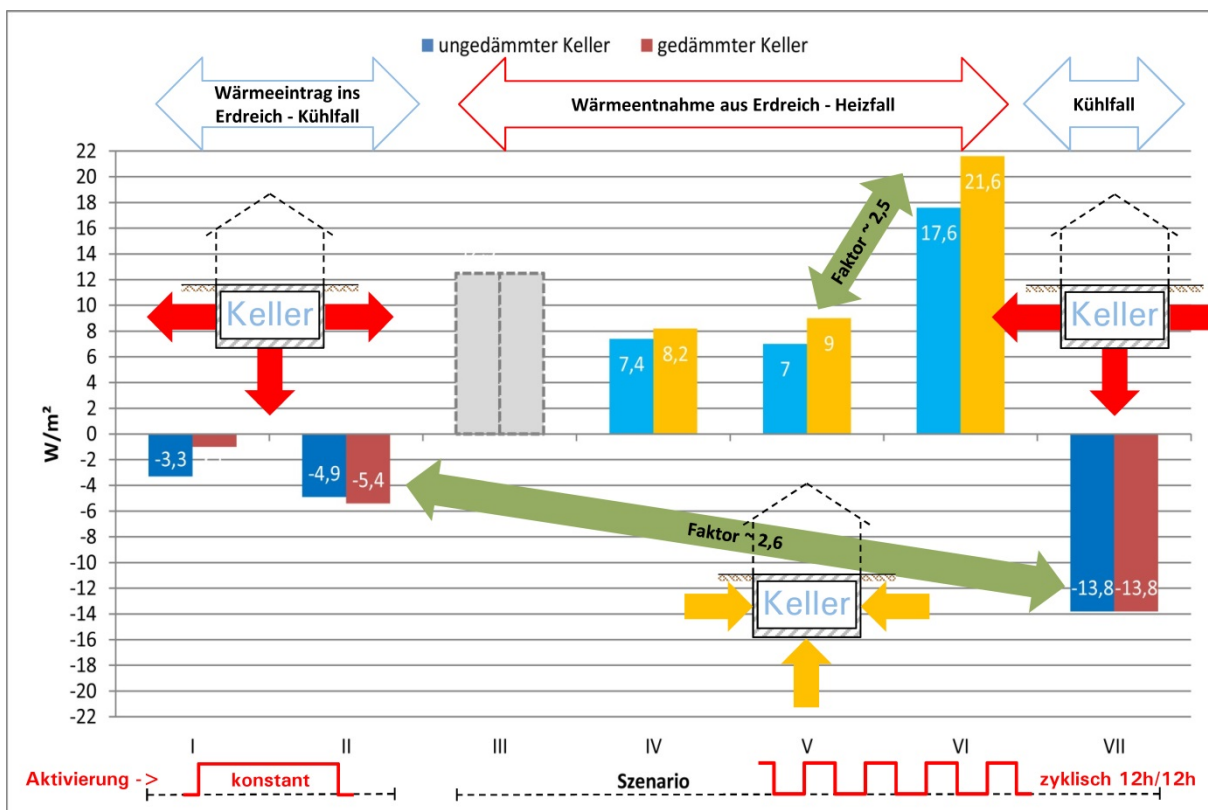 ungedämmter Keller
gedämmter Keller
Wärmeeintrag ins
Erdreich - Kühlfall
Wärmeentnahme aus Erdreich - Heizfall
Kühlfall
22
20
18
16
14
12
10
8
6
4
2
0
-2
-4
-6
-8
-10
-12
-14
-16
-18
-20
-22
W/m²
Keller
Keller
Keller
Faktor ~ 2,5
Faktor ~ 2,6
-3,3
-4,9
-5,4
7,4
8,2
7
9
17,6
21,6
-13,8
-13,8
I
II
III
IV
V
VI
VII
Aktivierung ->
konstant
Szenario
zyklisch 12h/12h